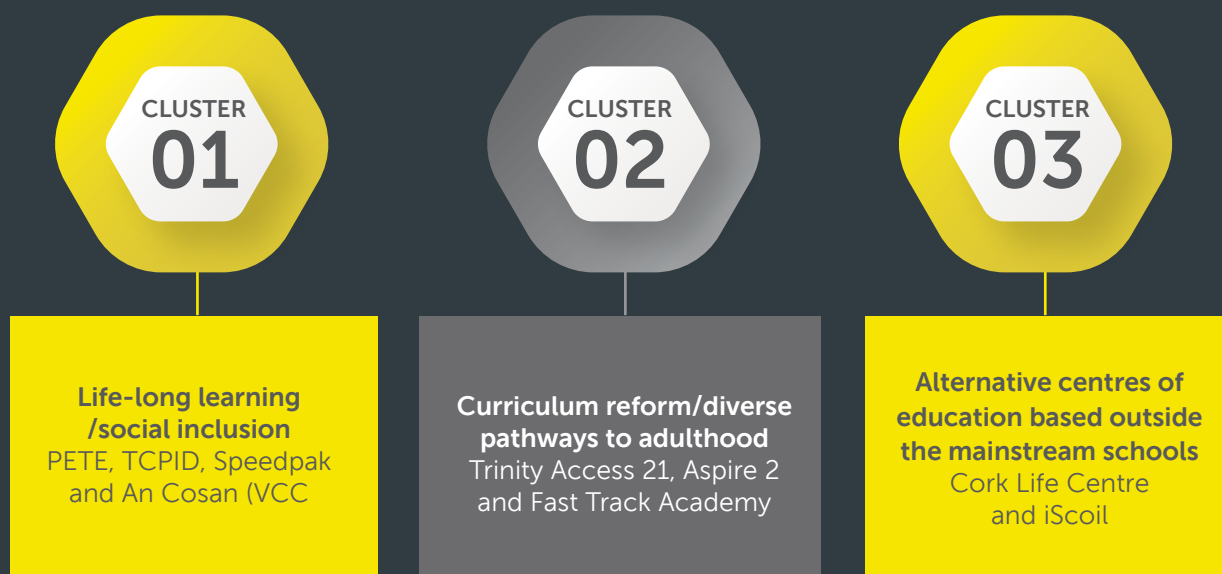 CLUSTER
01
Life-long learning
/social inclusion
PETE, TCPID, Speedpak
and An Cosan (VCC
CLUSTER
02
Curriculum reform/diverse
pathways to adulthood
Trinity Access 21, Aspire 2
and Fast Track Academy
CLUSTER
03
Alternative centres of
education based outside
the mainstream schools
Cork Life Centre
and iScoil